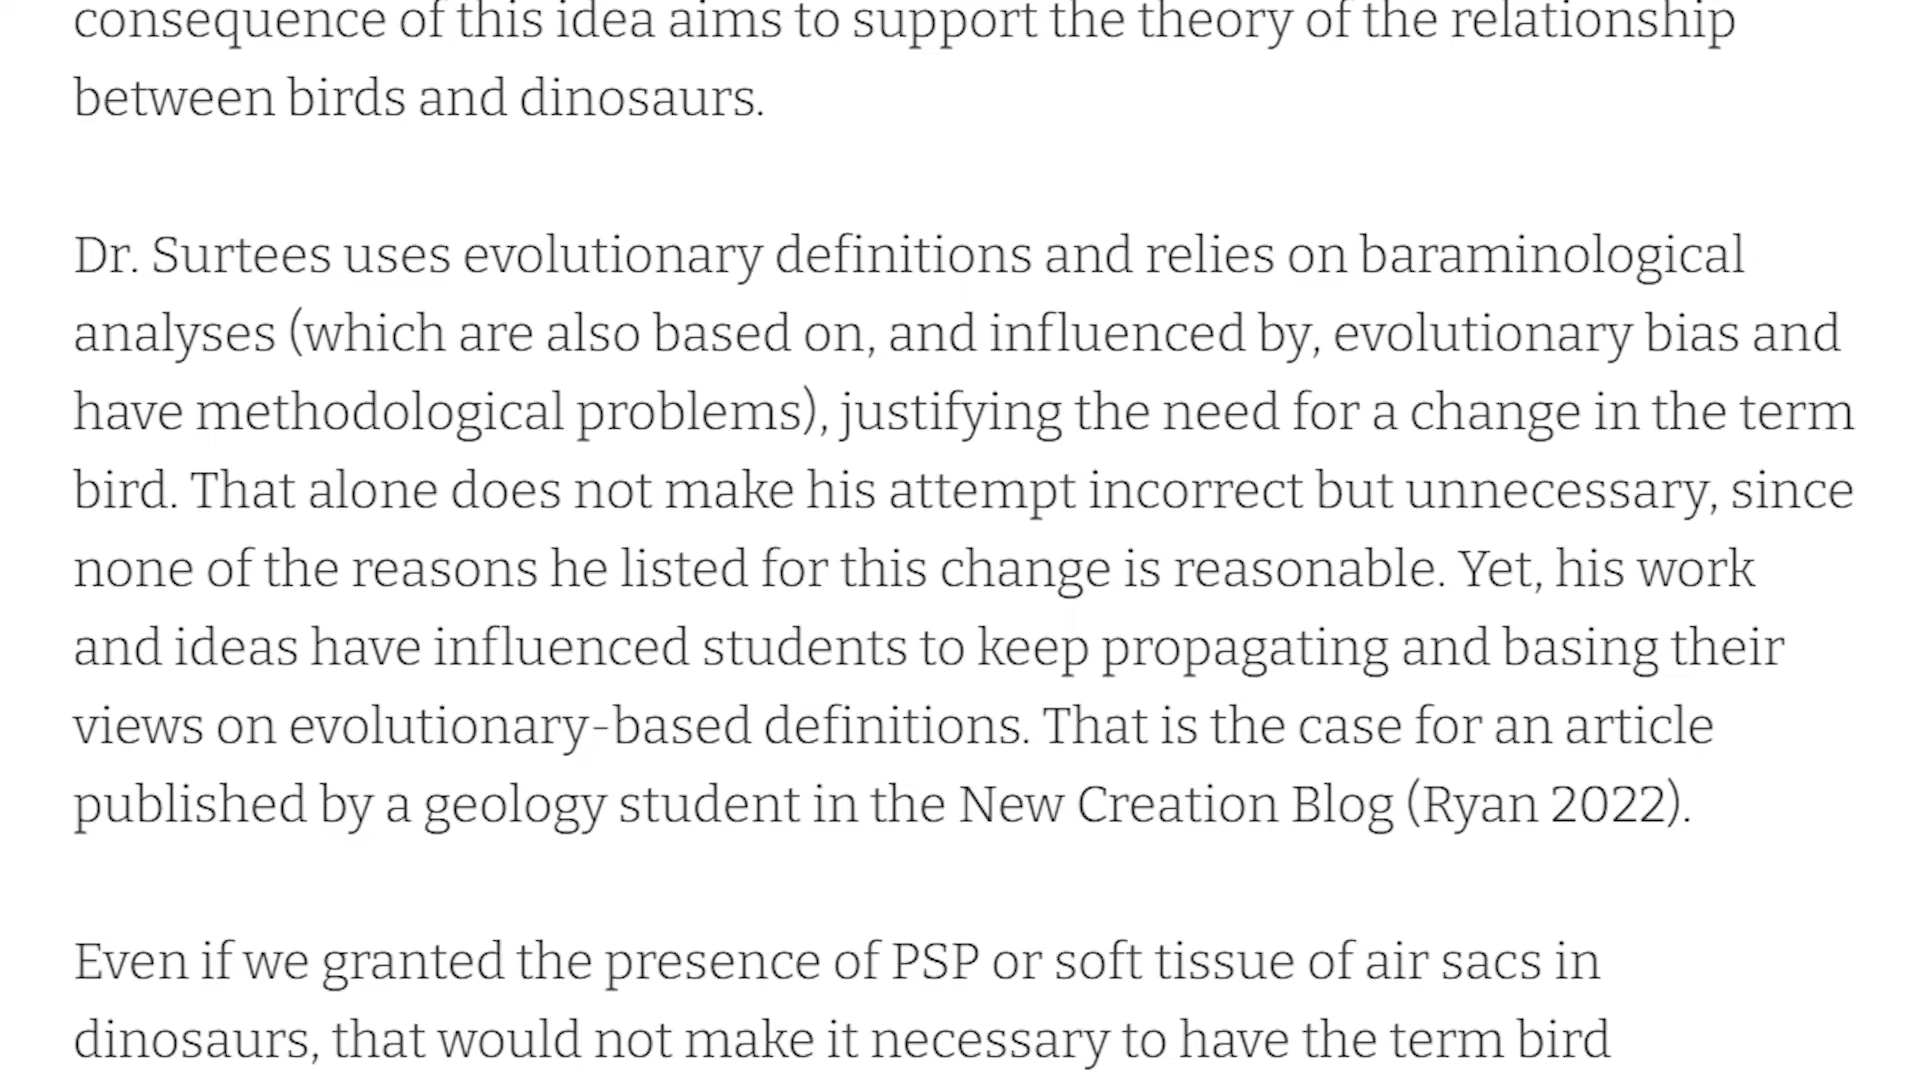 consequence of this idea aims to support the theory of the relationship
between birds and dinosaurs.
Dr. Surtees uses evolutionary definitions and relies on baraminological
analyses (which are also based on, and influenced by, evolutionary bias and
have methodological problems), justifying the need for a change in the term
bird. That alone does not make his attempt incorrect but unnecessary, since
none of the reasons he listed for this change is reasonable. Yet, his work
and ideas have influenced students to keep propagating and basing their
views on evolutionary-based definitions. That is the case for an article
published by a geology student in the New Creation Blog (Ryan 2022).
Even if we granted the presence of PSP or soft tissue of air sacs in
dinosaurs, that would not make it necessary to have the term bird